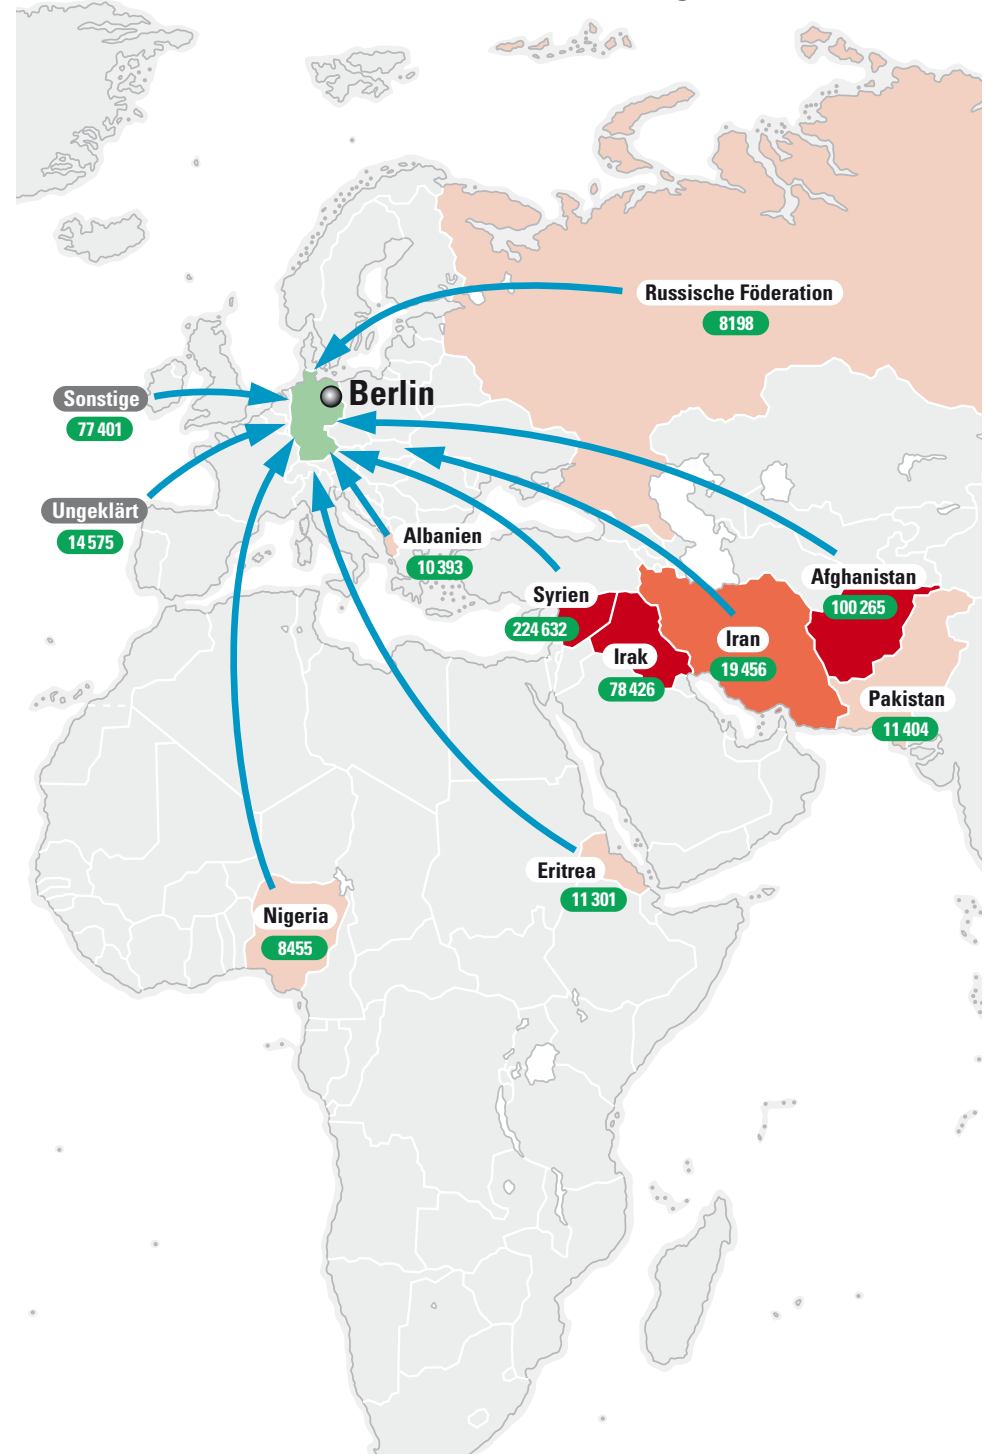 Russische Föderation
8198
Berlin
Sonstige
77 401
Ungeklärt
14 575
Albanien
10 393
Syrien
224 632
Irak
78 426
Iran
19 456
Afghanistan
100 265
Pakistan
11 404
Eritrea
11 301
Nigeria
8455